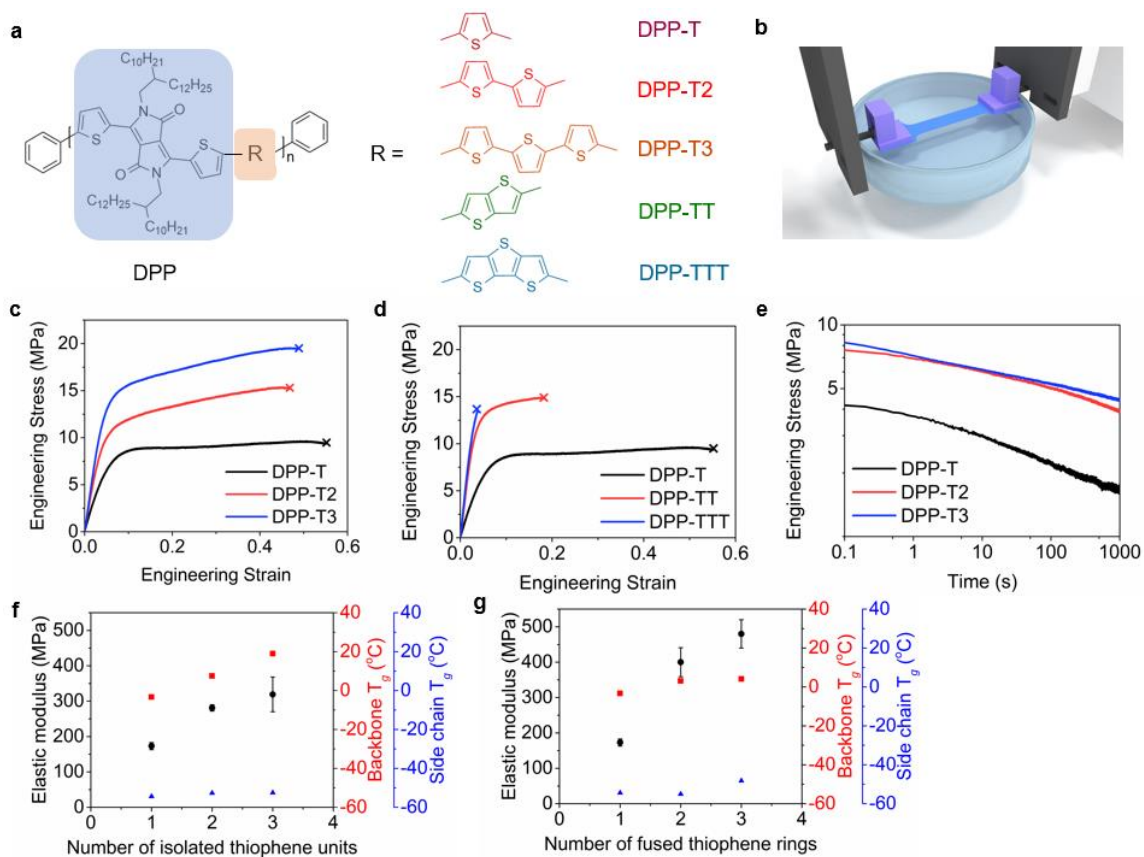 a
C10H21
C12H25
S
N
O
R
n
O
N
S
C12H25
C10H21
DPP
R =
S
DPP-T
S
S
DPP-T2
S
S
S
DPP-T3
S
S
DPP-TT
S
S
S
DPP-TTT
b
c
Engineering Stress (MPa)
20
15
10
5
0
DPP-T
DPP-T2
DPP-T3
0.0 0.2 0.4 0.6
Engineering Strain
d
Engineering Stress (MPa)
20
15
10
5
0
DPP-T
DPP-TT
DPP-TTT
0.0 0.2 0.4 0.6
Engineering Strain
e
Engineering Stress (MPa)
10
5
DPP-T
DPP-T2
DPP-T3
0.1 1 10 100 1000
Time (s)
f
Elastic modulus (MPa)
500
400
300
200
100
0
0 1 2 3 4
Number of isolated thiophene units
40
20
0
-20
-40
-60
Backbone Tg (°C)
40
20
0
-20
-40
-60
Side chain Tg (°C)
g
Elastic modulus (MPa)
500
400
300
200
100
0
0 1 2 3 4
Number of fused thiophene rings
40
20
0
-20
-40
-60
Backbone Tg (°C)
40
20
0
-20
-40
-60
Side chain Tg (°C)